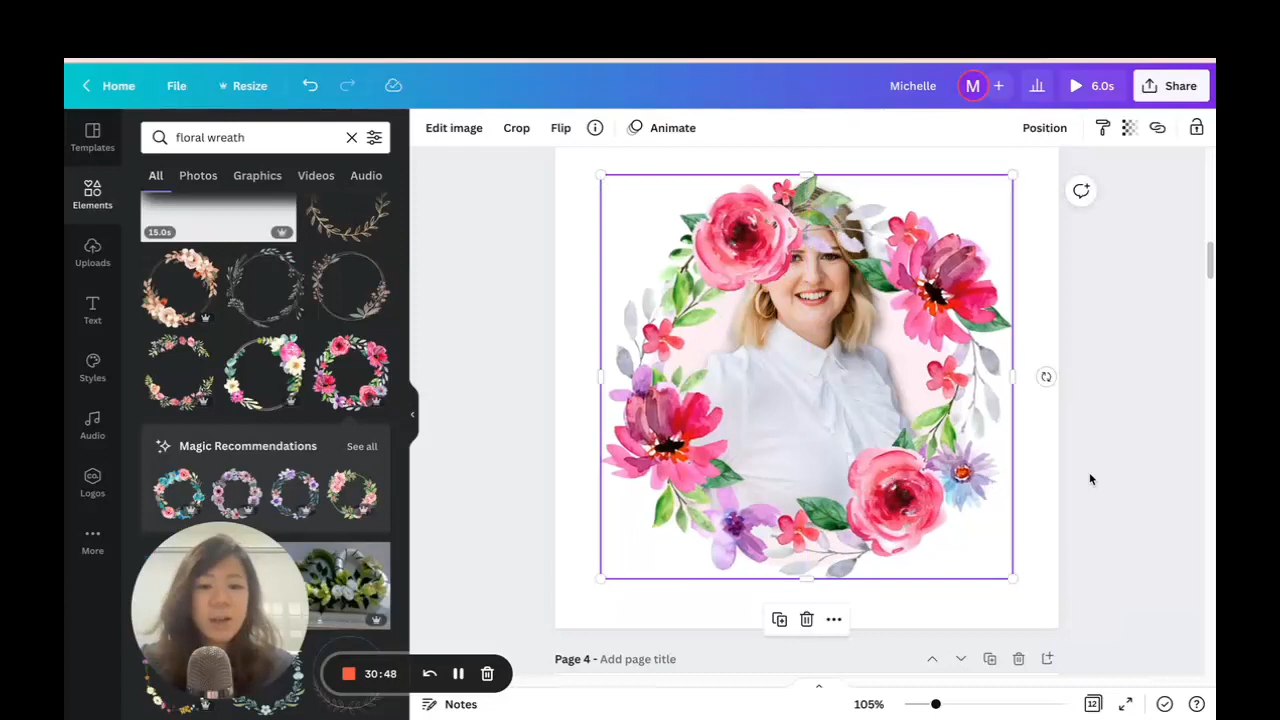 Home File Resize Michelle M 6.0s Share
Templates
Elements
Uploads
Text
Styles
Audio
CO.
Logos
More
floral wreath
All Photos Graphics Videos Audio
15.0s
Magic Recommendations See all
30:48
Edit image Crop Flip Animate Position
Page 4 - Add page title
Notes 105% 12